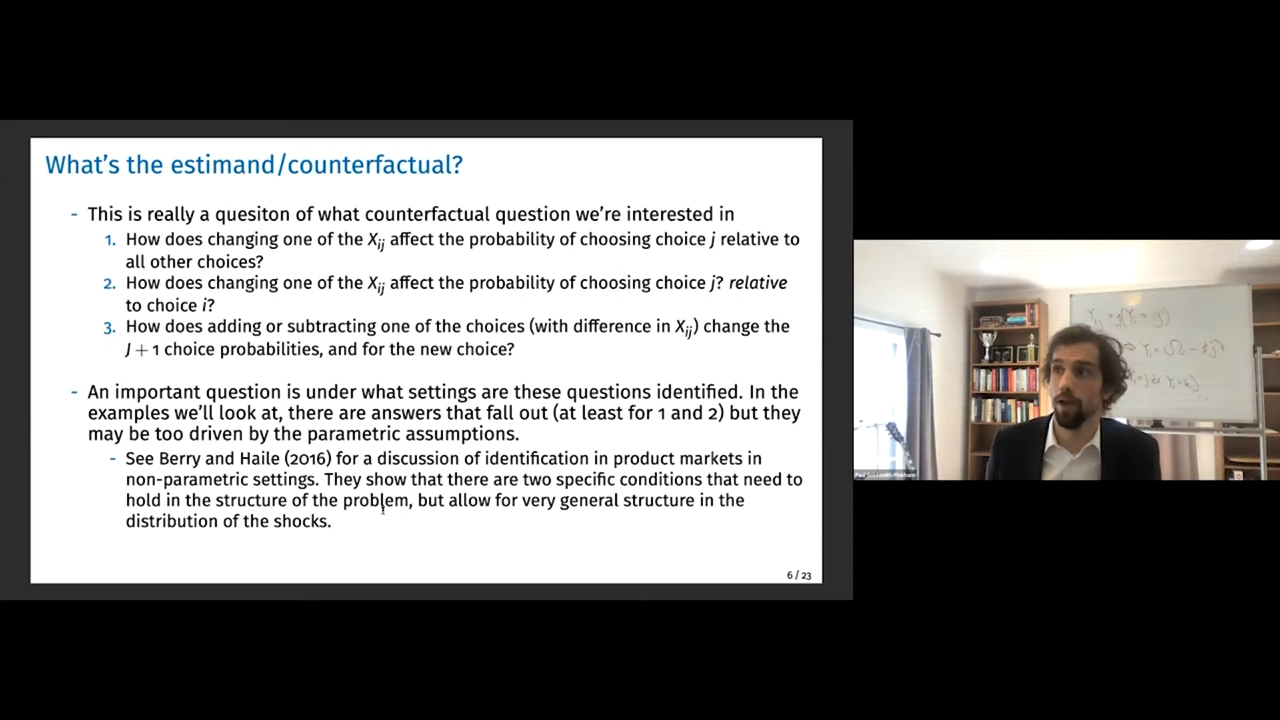 What's the estimand/counterfactual?
- This is really a quesiton of what counterfactual question we're interested in
1. How does changing one of the Xij affect the probability of choosing choice j relative to
all other choices?
2. How does changing one of the Xij affect the probability of choosing choice j? relative
to choice i?
3. How does adding or subtracting one of the choices (with difference in Xij) change the
J + 1 choice probabilities, and for the new choice?
- An important question is under what settings are these questions identified. In the
examples we'll look at, there are answers that fall out (at least for 1 and 2) but they
may be too driven by the parametric assumptions.
- See Berry and Haile (2016) for a discussion of identification in product markets in
non-parametric settings. They show that there are two specific conditions that need to
hold in the structure of the problem, but allow for very general structure in the
distribution of the shocks.
6 / 23
Paul Goldsmith-Pinkham